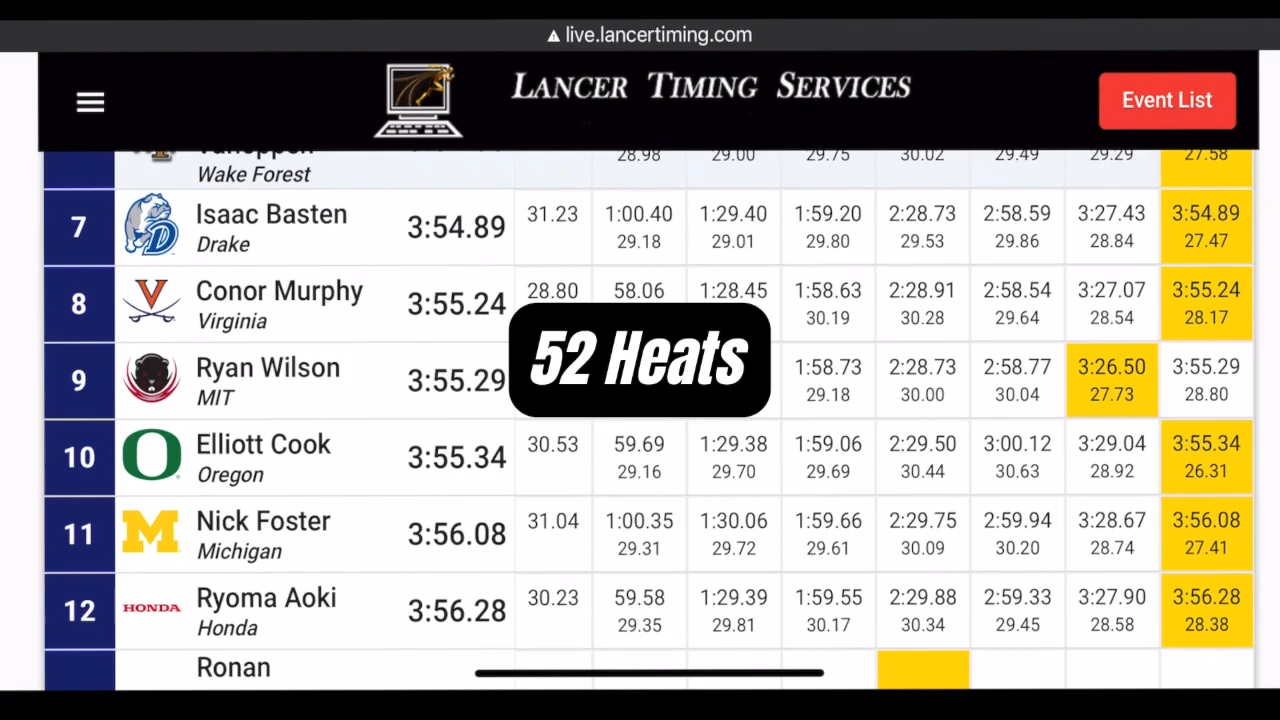 live.lancertiming.com
LANCER TIMING SERVICES
Event List
28.98 29.00 29.75 30.02 29.49 29.29 27.58
Wake Forest
7 Isaac Basten 3:54.89 31.23 1:00.40 1:29.40 1:59.20 2:28.73 2:58.59 3:27.43 3:54.89
Drake 29.18 29.01 29.80 29.53 29.86 28.84 27.47
8 Conor Murphy 3:55.24 28.80 58.06 1:28.45 1:58.63 2:28.91 2:58.54 3:27.07 3:55.24
Virginia 30.19 30.28 29.64 28.54 28.17
52 Heats
9 Ryan Wilson 3:55.29 1:58.73 2:28.73 2:58.77 3:26.50 3:55.29
MIT 29.18 30.00 30.04 27.73 28.80
10 Elliott Cook 3:55.34 30.53 59.69 1:29.38 1:59.06 2:29.50 3:00.12 3:29.04 3:55.34
Oregon 29.16 29.70 29.69 30.44 30.63 28.92 26.31
11 Nick Foster 3:56.08 31.04 1:00.35 1:30.06 1:59.66 2:29.75 2:59.94 3:28.67 3:56.08
Michigan 29.31 29.72 29.61 30.09 30.20 28.74 27.41
12 HONDA Ryoma Aoki 3:56.28 30.23 59.58 1:29.39 1:59.55 2:29.88 2:59.33 3:27.90 3:56.28
Honda 29.35 29.81 30.17 30.34 29.45 28.58 28.38
Ronan